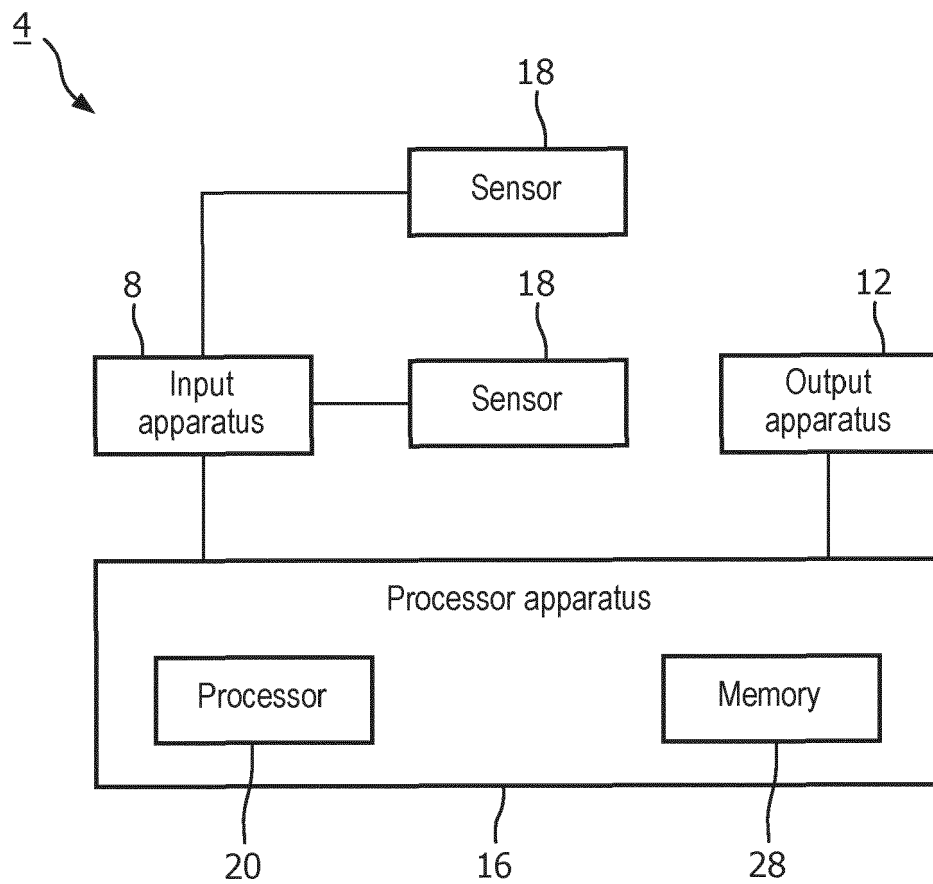 4
18
Sensor
8
18
12
Input
apparatus
Sensor
Output
apparatus
Processor apparatus
Processor
Memory
20
16
28